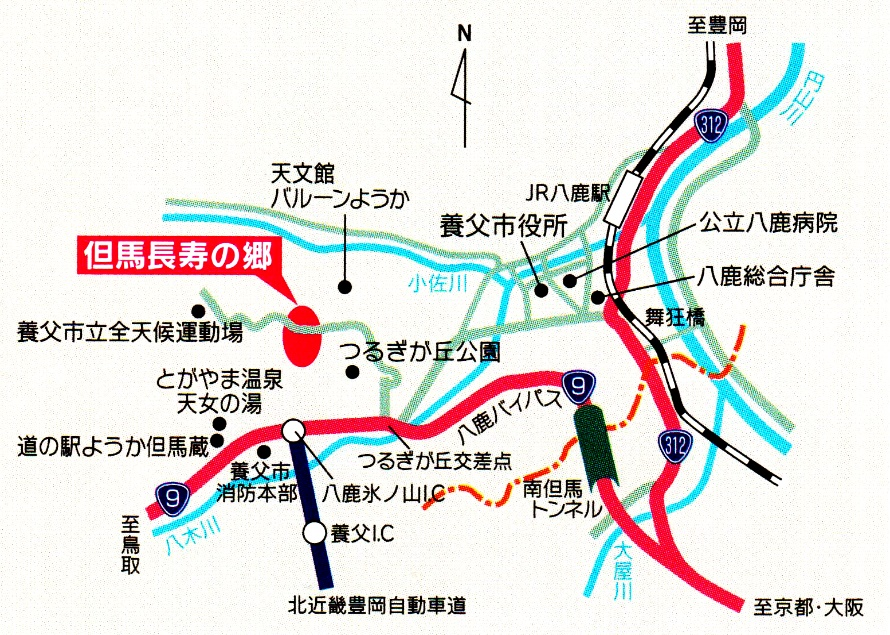 至豊岡
N
312
円山川
天文館
バルーンようか
JR八鹿駅
養父市役所
公立八鹿病院
但馬長寿の郷
小佐川
八鹿総合庁舎
養父市立全天候運動場
舞狂橋
つるぎが丘公園
とがやま温泉
天女の湯
9
八鹿バイパス
道の駅ようか但馬蔵
312
つるぎが丘交差点
養父市
消防本部
八鹿氷ノ山I.C
南但馬
トンネル
9
至鳥取
八木川
養父I.C
大屋川
北近畿豊岡自動車道
至京都・大阪